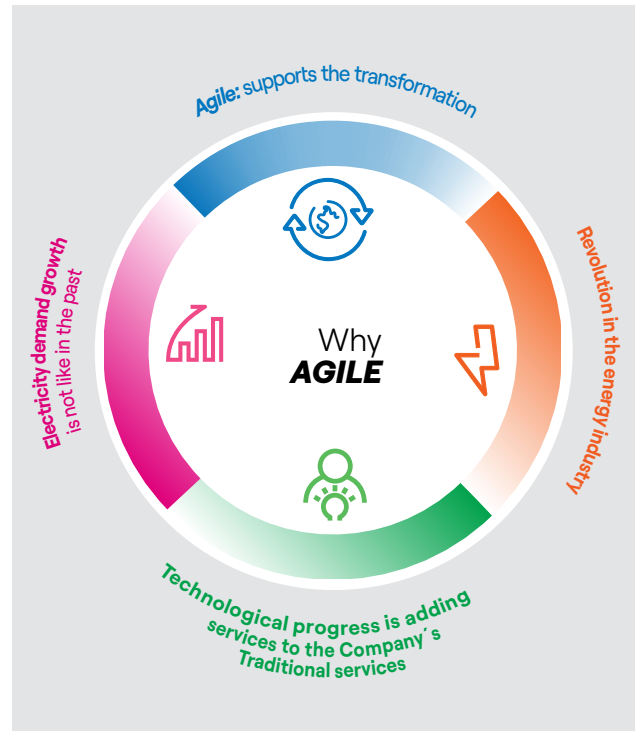 Agile: supports the transformation
Revolution in the energy industry
Electricity demand growth
is not like in the past
Why
AGILE
Technological progress is adding
services to the Company´s
Traditional services